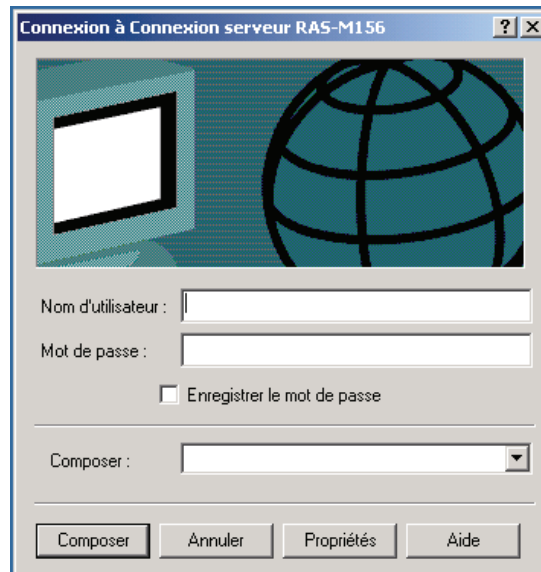 Connexion à Connexion serveur RAS-M156
Nom d'utilisateur :
Mot de passe :
Enregistrer le mot de passe
Composer :
Composer Annuler Propriétés Aide